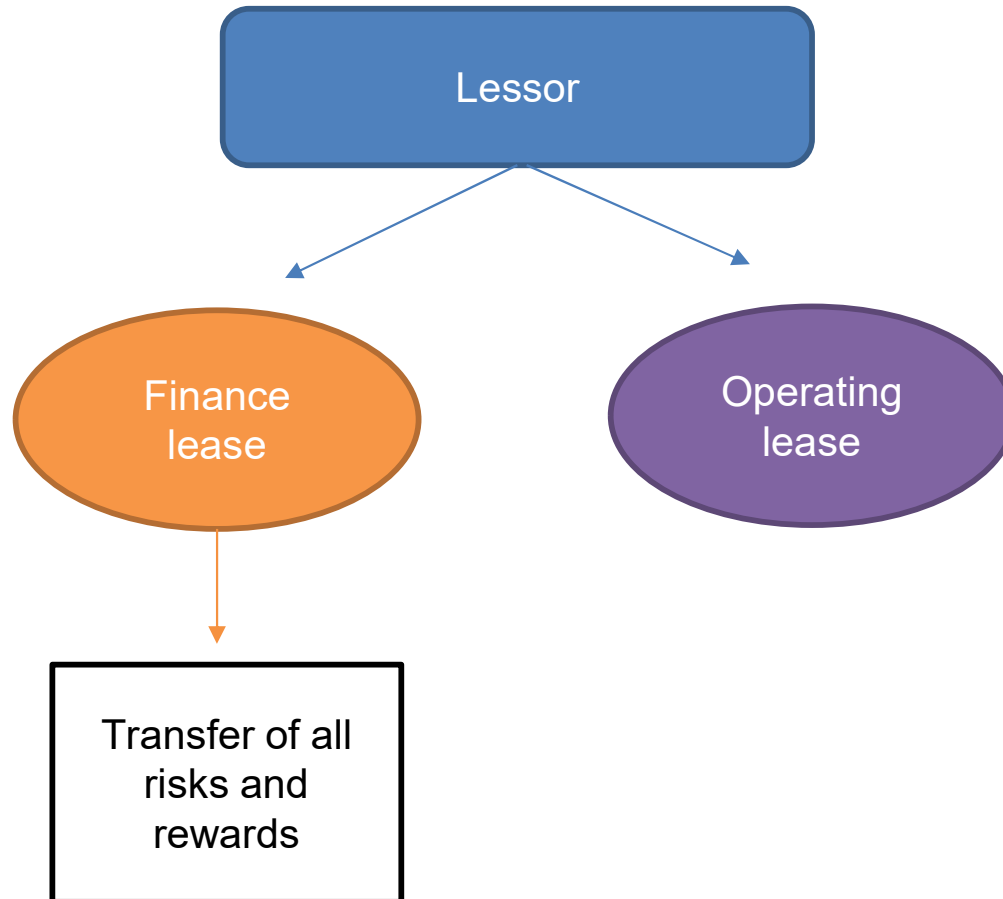 Lessor
Finance
lease
Operating
lease
Transfer of all
risks and
rewards